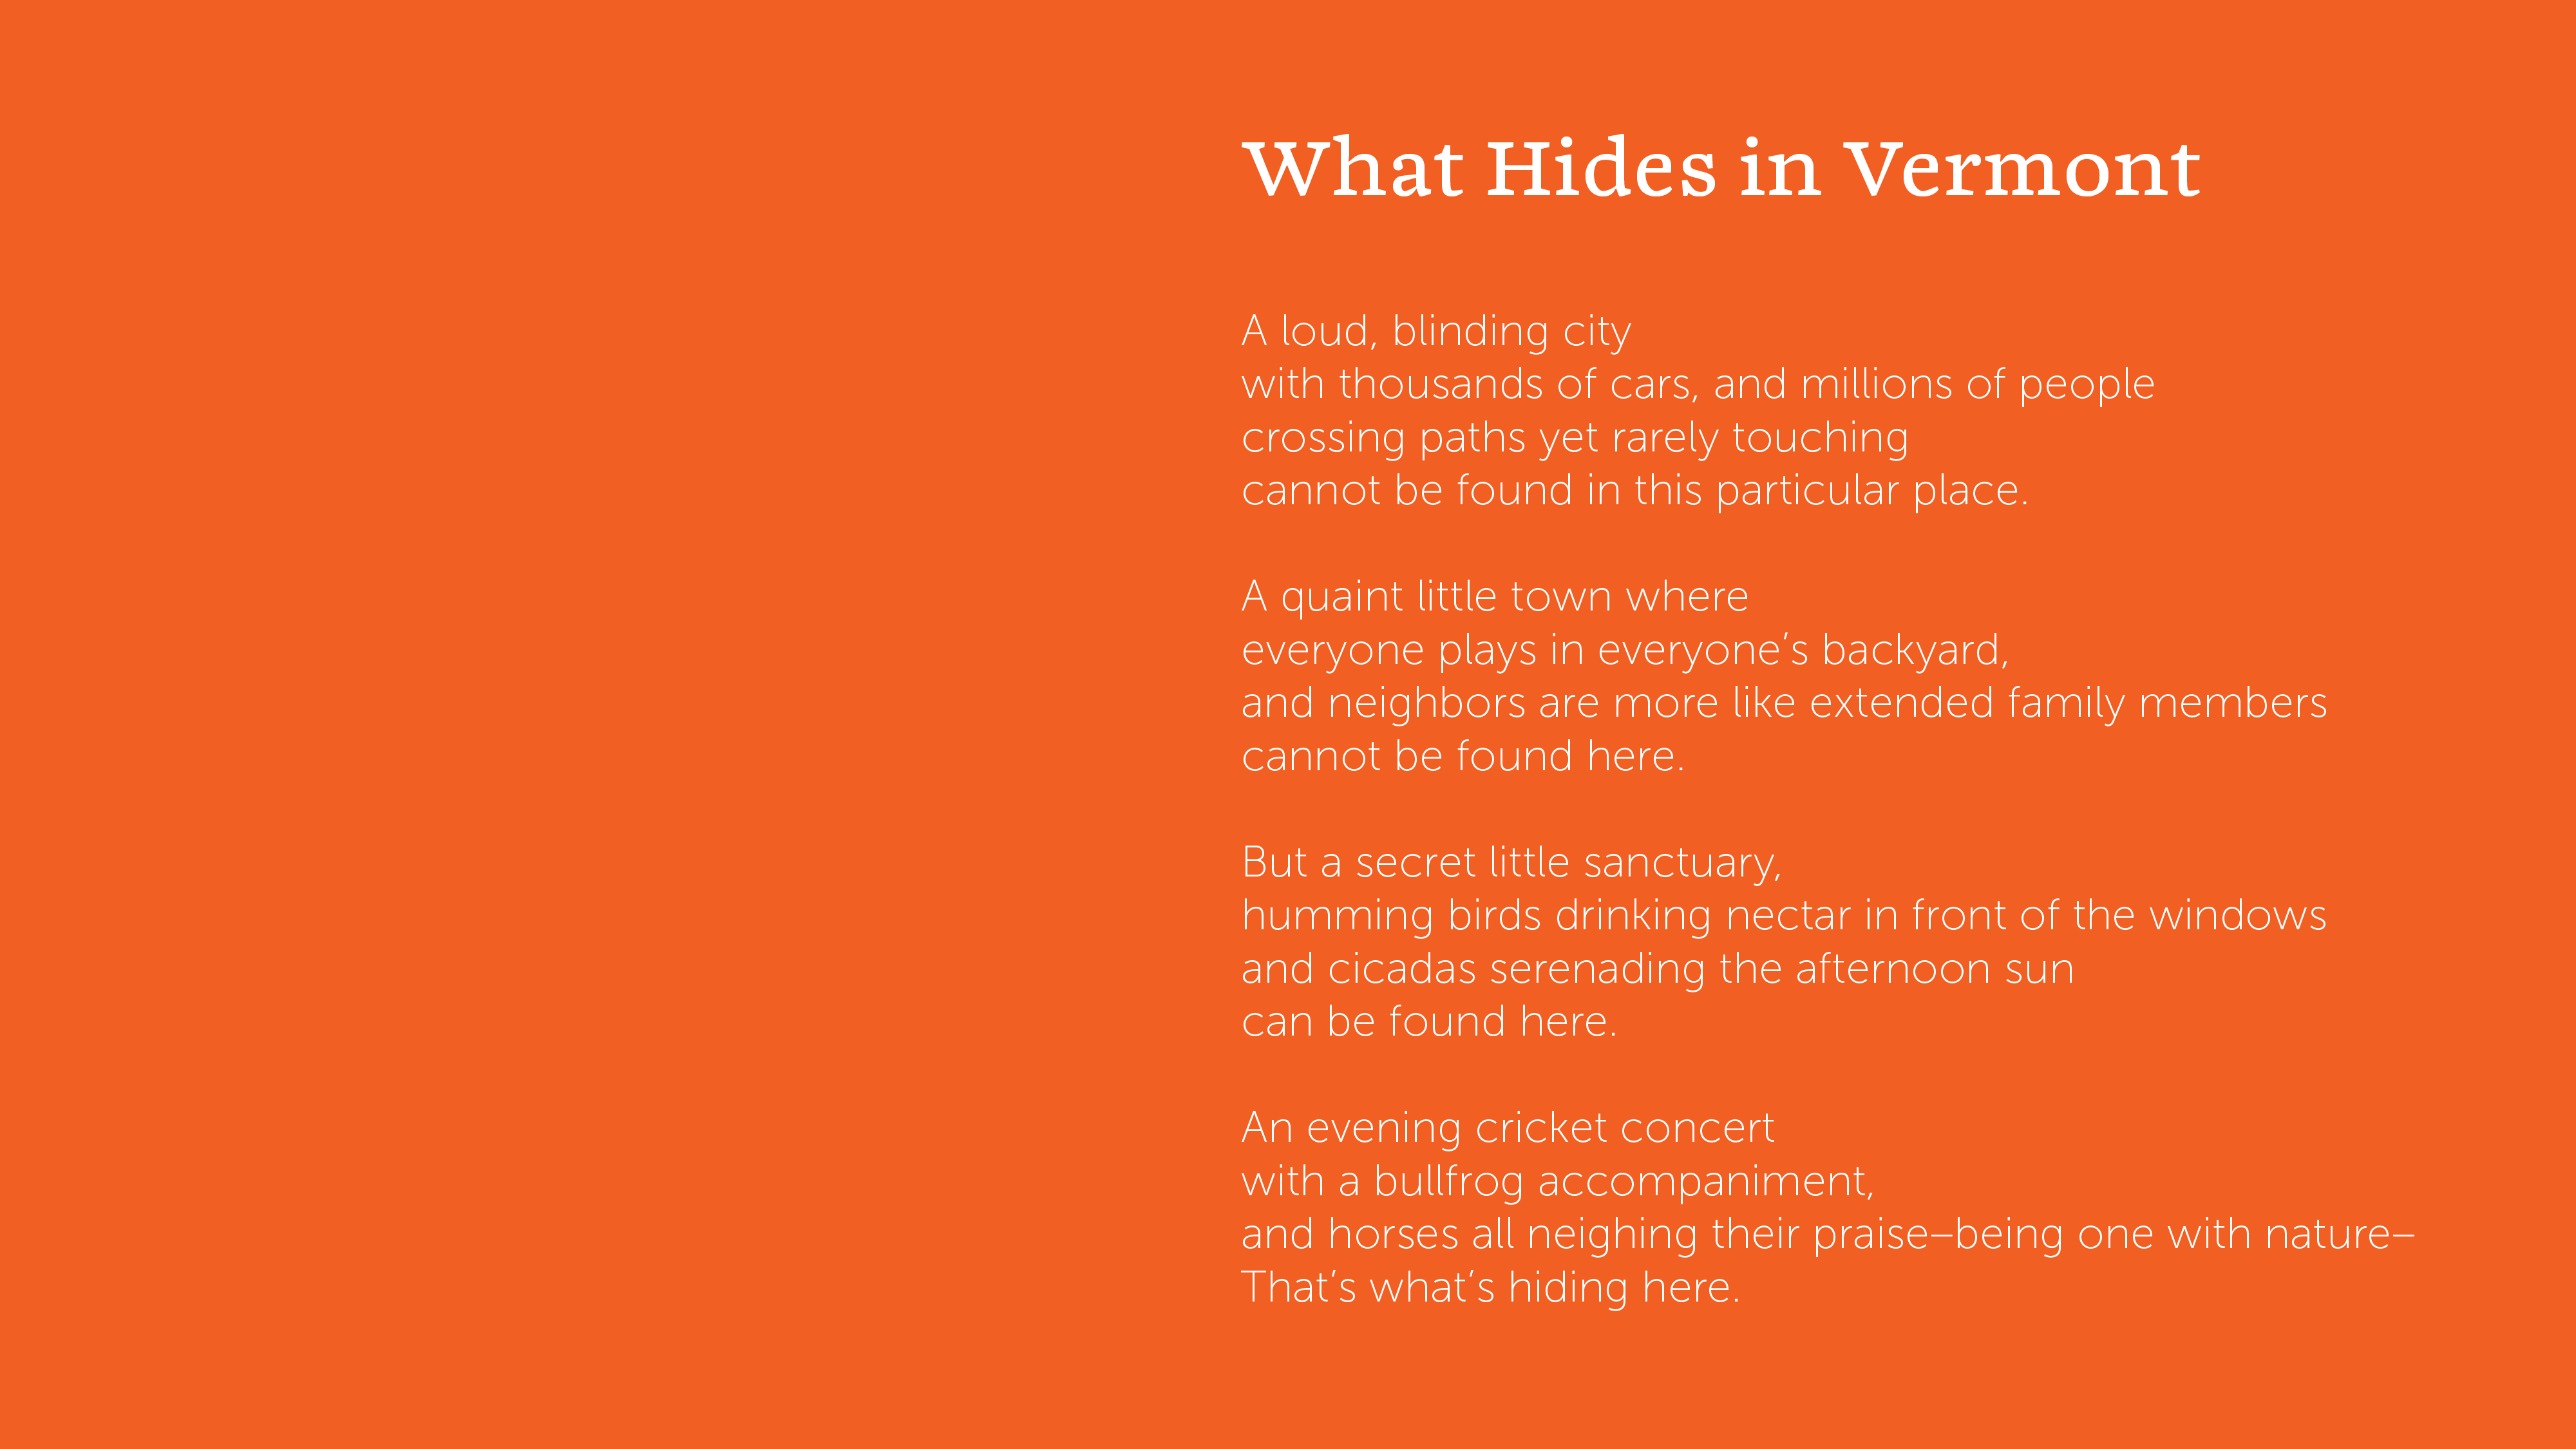 What Hides in Vermont
A loud, blinding city
with thousands of cars, and millions of people
crossing paths yet rarely touching
cannot be found in this particular place.
A quaint little town where
everyone plays in everyone’s backyard,
and neighbors are more like extended family members
cannot be found here.
But a secret little sanctuary,
humming birds drinking nectar in front of the windows
and cicadas serenading the afternoon sun
can be found here.
An evening cricket concert
with a bullfrog accompaniment,
and horses all neighing their praise–being one with nature–
That’s what’s hiding here.